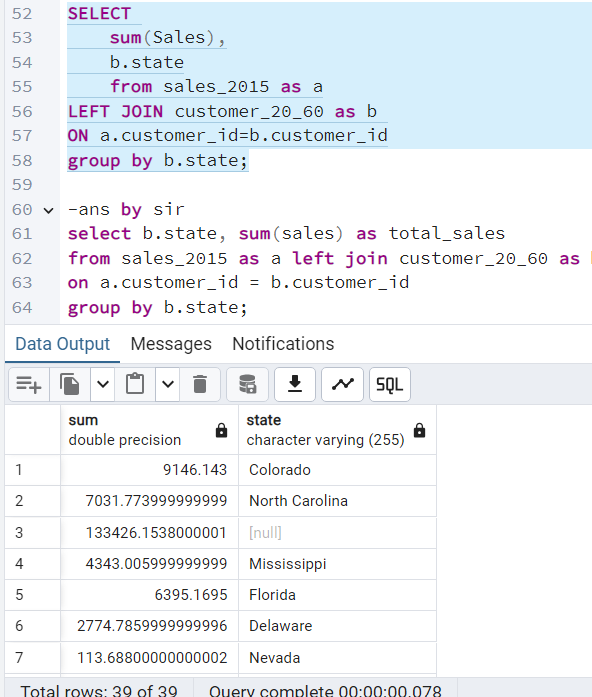 52 SELECT
53 sum(Sales),
54 b.state
55 from sales_2015 as a
56 LEFT JOIN customer_20_60 as b
57 ON a.customer_id=b.customer_id
58 group by b.state;
59
60 -ans by sir
61 select b.state, sum(sales) as total_sales
62 from sales_2015 as a left join customer_20_60 as
63 on a.customer_id = b.customer_id
64 group by b.state;
Data Output Messages Notifications
SQL
sum state
double precision character varying (255)
1 9146.143 Colorado
2 7031.773999999999 North Carolina
3 133426.1538000001 [null]
4 4343.005999999999 Mississippi
5 6395.1695 Florida
6 2774.7859999999996 Delaware
7 113.68800000000002 Nevada
Total rows: 39 of 39 Query complete 00:00:00.078